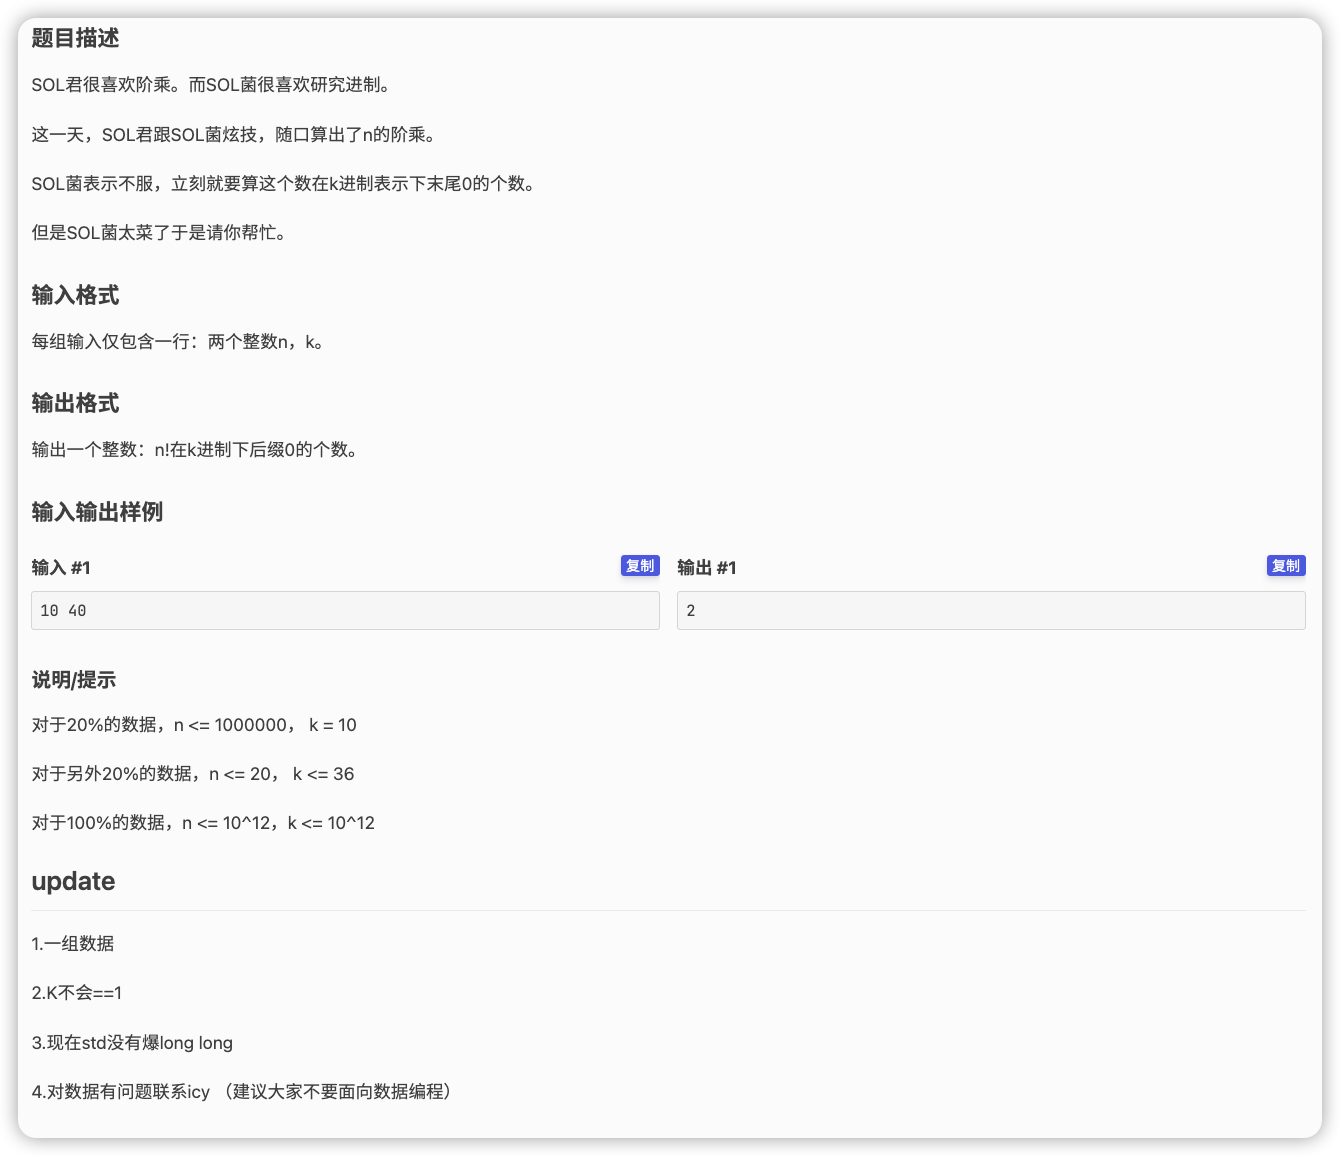 题目描述
SOL君很喜欢阶乘。而SOL菌很喜欢研究进制。
这一天，SOL君跟SOL菌炫技，随口算出了n的阶乘。
SOL菌表示不服，立刻就要算这个数在k进制表示下末尾0的个数。
但是SOL菌太菜了于是请你帮忙。
输入格式
每组输入仅包含一行：两个整数n，k。
输出格式
输出一个整数：n!在k进制下后缀0的个数。
输入输出样例
输入 #1 复制 输出 #1 复制
10 40 2
说明/提示
对于20%的数据，n <= 1000000， k = 10
对于另外20%的数据，n <= 20， k <= 36
对于100%的数据，n <= 10^12，k <= 10^12
update
1.一组数据
2.K不会==1
3.现在std没有爆long long
4.对数据有问题联系icy （建议大家不要面向数据编程）